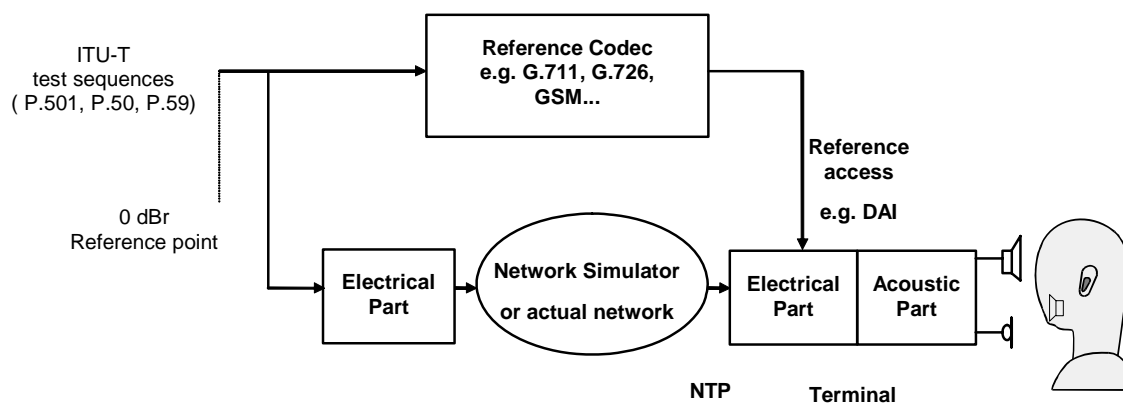 ITU-T
test sequences
( P.501, P.50, P.59)
Reference Codec
e.g. G.711, G.726,
GSM...
Reference
access
e.g. DAI
0 dBr
Reference point
Electrical
Part
Network Simulator
or actual network
Electrical
Part
Acoustic
Part
NTP
Terminal